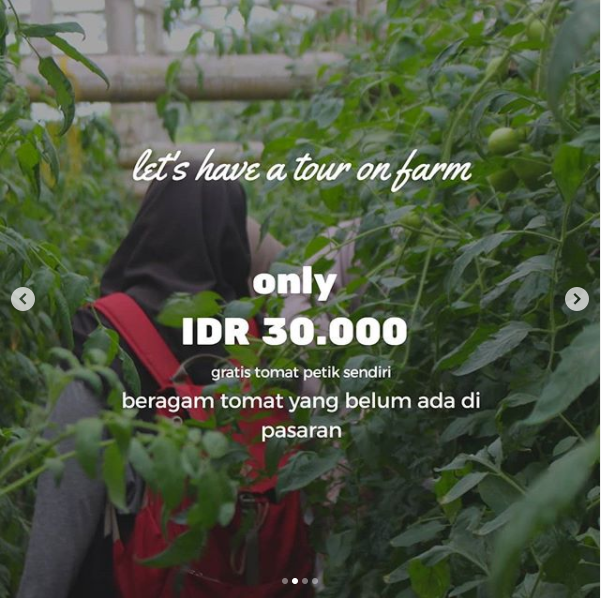 let's have a tour on farm
only
IDR 30.000
gratis tomat petik sendiri
beragam tomat yang belum ada di
pasaran